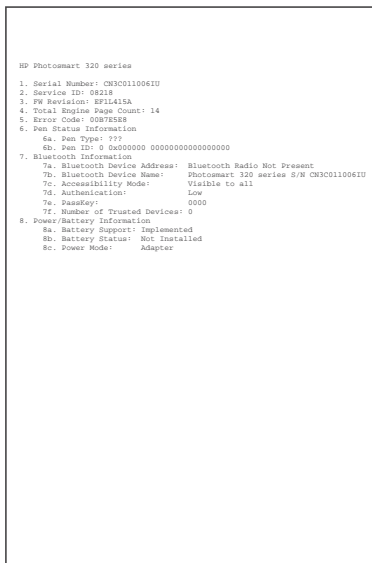 HP Photosmart 320 series
1. Serial Number: CN3C011006IU
2. Service ID: 08218
3. FW Revision: EF1L415A
4. Total Engine Page Count: 14
5. Error Code: 00B7E5E8
6. Pen Status Information
6a. Pen Type: ???
6b. Pen ID: 0 0x000000 00000000000000000
7. Bluetooth Information
7a. Bluetooth Device Address: Bluetooth Radio Not Present
7b. Bluetooth Device Name: Photosmart 320 series S/N CN3C011006IU
7c. Accessibility Mode: Visible to all
7d. Authenication: Low
7e. PassKey: 0000
7f. Number of Trusted Devices: 0
8. Power/Battery Information
8a. Battery Support: Implemented
8b. Battery Status: Not Installed
8c. Power Mode: Adapter